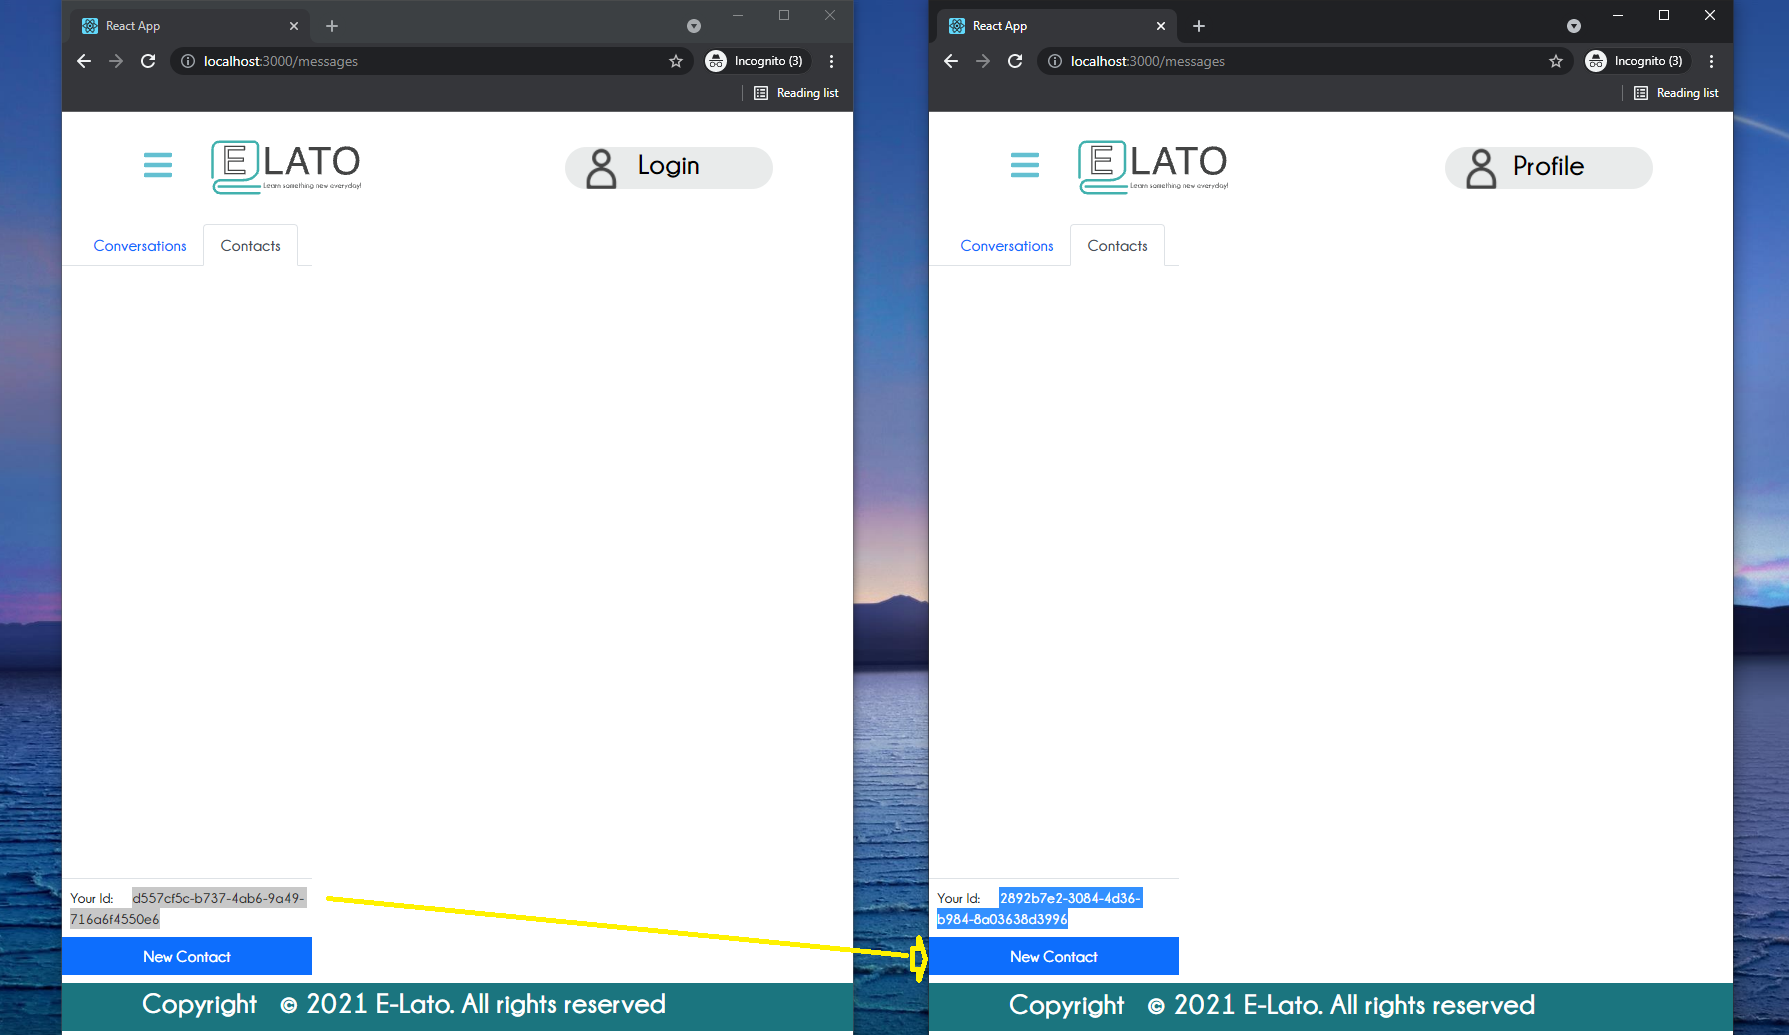 React App
localhost:3000/messages
Incognito (3)
Reading list
E LATO
Learn something new everyday!
Login
Conversations
Contacts
Your Id: d557cf5c-b737-4ab6-9a49-
716a6f4550e6
New Contact
Copyright © 2021 E-Lato. All rights reserved
React App
localhost:3000/messages
Incognito (3)
Reading list
E LATO
Learn something new everyday!
Profile
Conversations
Contacts
Your Id: 2892b7e2-3084-4d36-
b984-8a03638d3996
New Contact
Copyright © 2021 E-Lato. All rights reserved